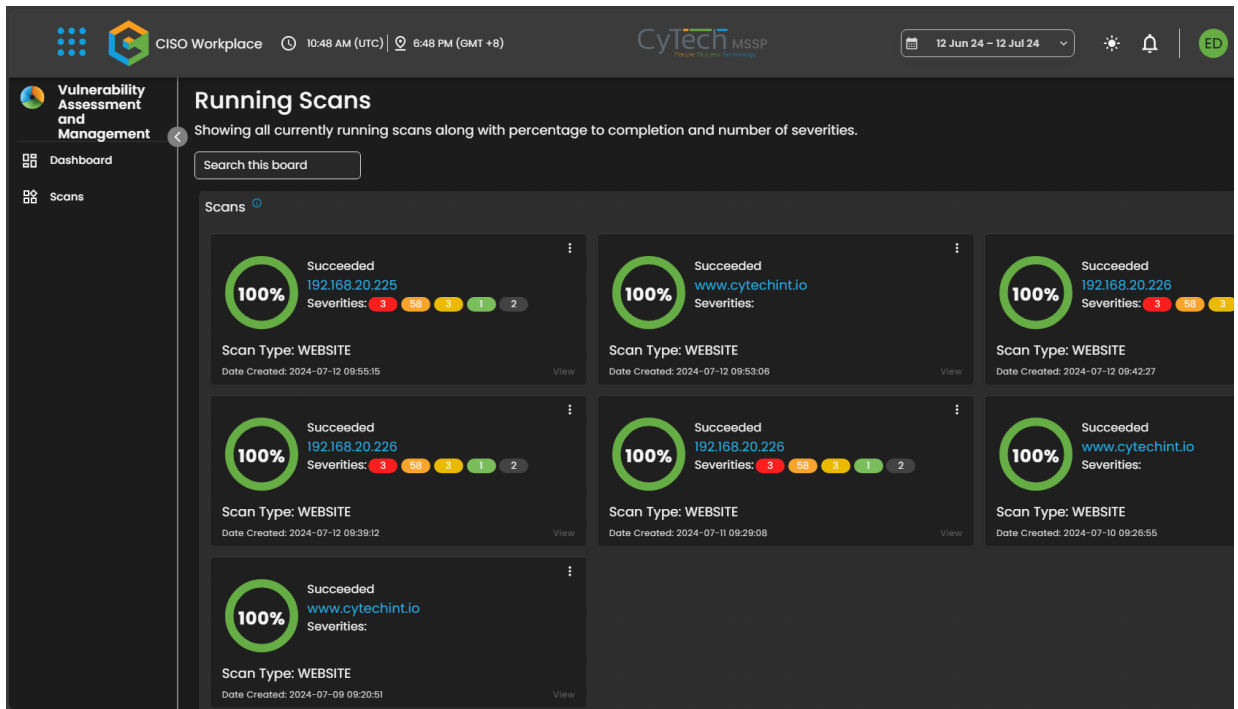 CISO Workplace
10:48 AM (UTC)
6:48 PM (GMT +8)
CyTech MSSP
People Process Technology
12 Jun 24 – 12 Jul 24
ED
Vulnerability
Assessment
and
Management
Dashboard
Scans
Running Scans
Showing all currently running scans along with percentage to completion and number of severities.
Search this board
Scans
100%
Succeeded
192.168.20.225
Severities: 3 58 3 1 2
Scan Type: WEBSITE
Date Created: 2024-07-12 09:55:15
View
100%
Succeeded
www.cytechint.io
Severities:
Scan Type: WEBSITE
Date Created: 2024-07-12 09:53:06
View
100%
Succeeded
192.168.20.226
Severities: 3 58 3
Scan Type: WEBSITE
Date Created: 2024-07-12 09:42:27
100%
Succeeded
192.168.20.226
Severities: 3 58 3 1 2
Scan Type: WEBSITE
Date Created: 2024-07-12 09:39:12
View
100%
Succeeded
192.168.20.226
Severities: 3 58 3 1 2
Scan Type: WEBSITE
Date Created: 2024-07-11 09:29:08
View
100%
Succeeded
www.cytechint.io
Severities:
Scan Type: WEBSITE
Date Created: 2024-07-10 09:26:55
100%
Succeeded
www.cytechint.io
Severities:
Scan Type: WEBSITE
Date Created: 2024-07-09 09:20:51
View